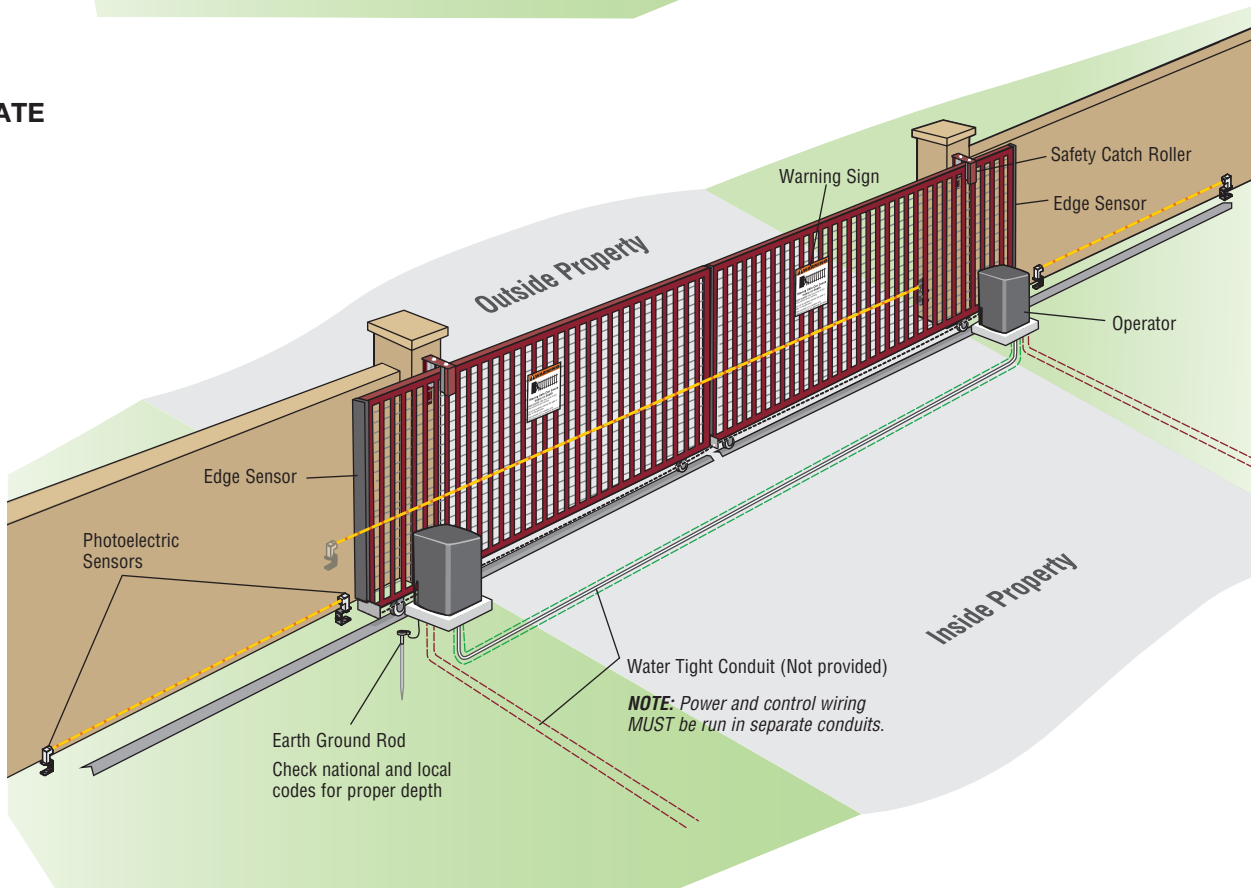 ATE
Warning Sign
Safety Catch Roller
Edge Sensor
Outside Property
Operator
Edge Sensor
Photoelectric
Sensors
Inside Property
Water Tight Conduit (Not provided)
NOTE: Power and control wiring
MUST be run in separate conduits.
Earth Ground Rod
Check national and local
codes for proper depth